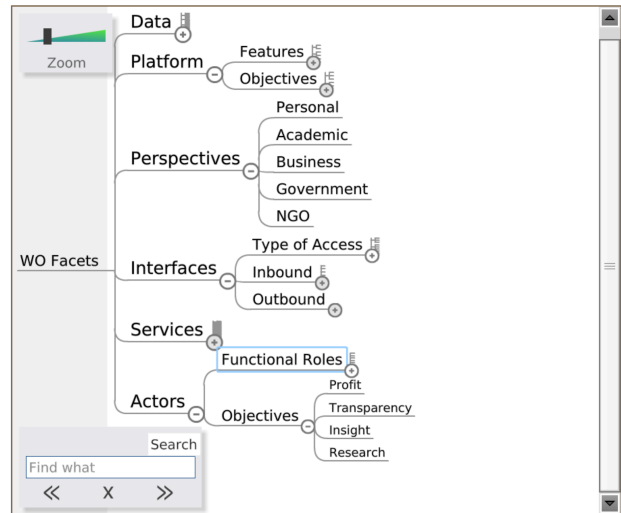 Zoom
Data
Platform
Features
Objectives
Perspectives
Personal
Academic
Business
Government
NGO
WO Facets
Interfaces
Type of Access
Inbound
Outbound
Services
Functional Roles
Actors
Objectives
Profit
Transparency
Insight
Research
Search
Find what
X